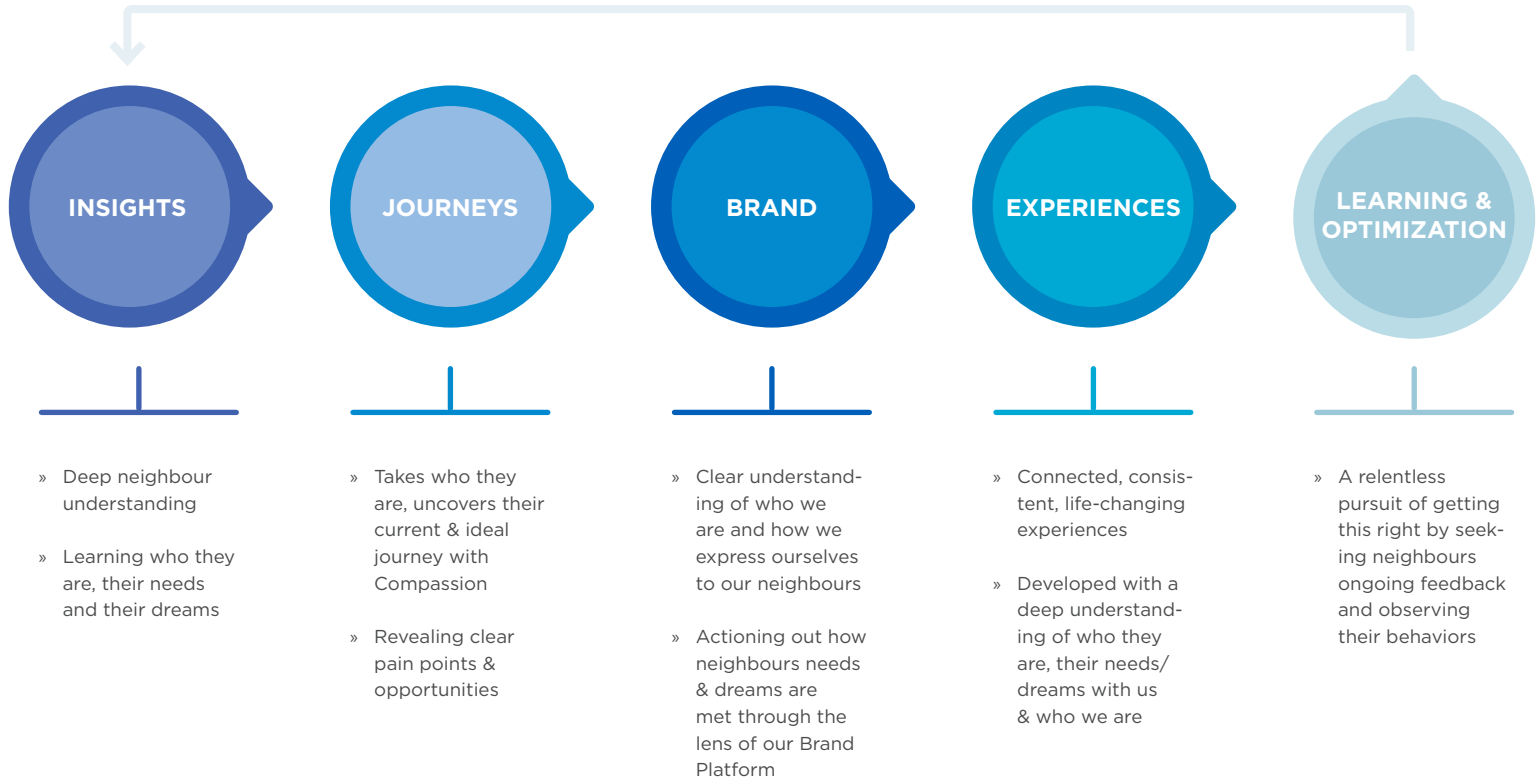 INSIGHTS
JOURNEYS
BRAND
EXPERIENCES
LEARNING &
OPTIMIZATION
» Deep neighbour
understanding
» Learning who they
are, their needs
and their dreams
» Takes who they
are, uncovers their
current & ideal
journey with
Compassion
» Revealing clear
pain points &
opportunities
» Clear understand-
ing of who we
are and how we
express ourselves
to our neighbours
» Actioning out how
neighbours needs
& dreams are
met through the
lens of our Brand
Platform
» Connected, consis-
tent, life-changing
experiences
» Developed with a
deep understand-
ing of who they
are, their needs/
dreams with us
& who we are
» A relentless
pursuit of getting
this right by seek-
ing neighbours
ongoing feedback
and observing
their behaviors